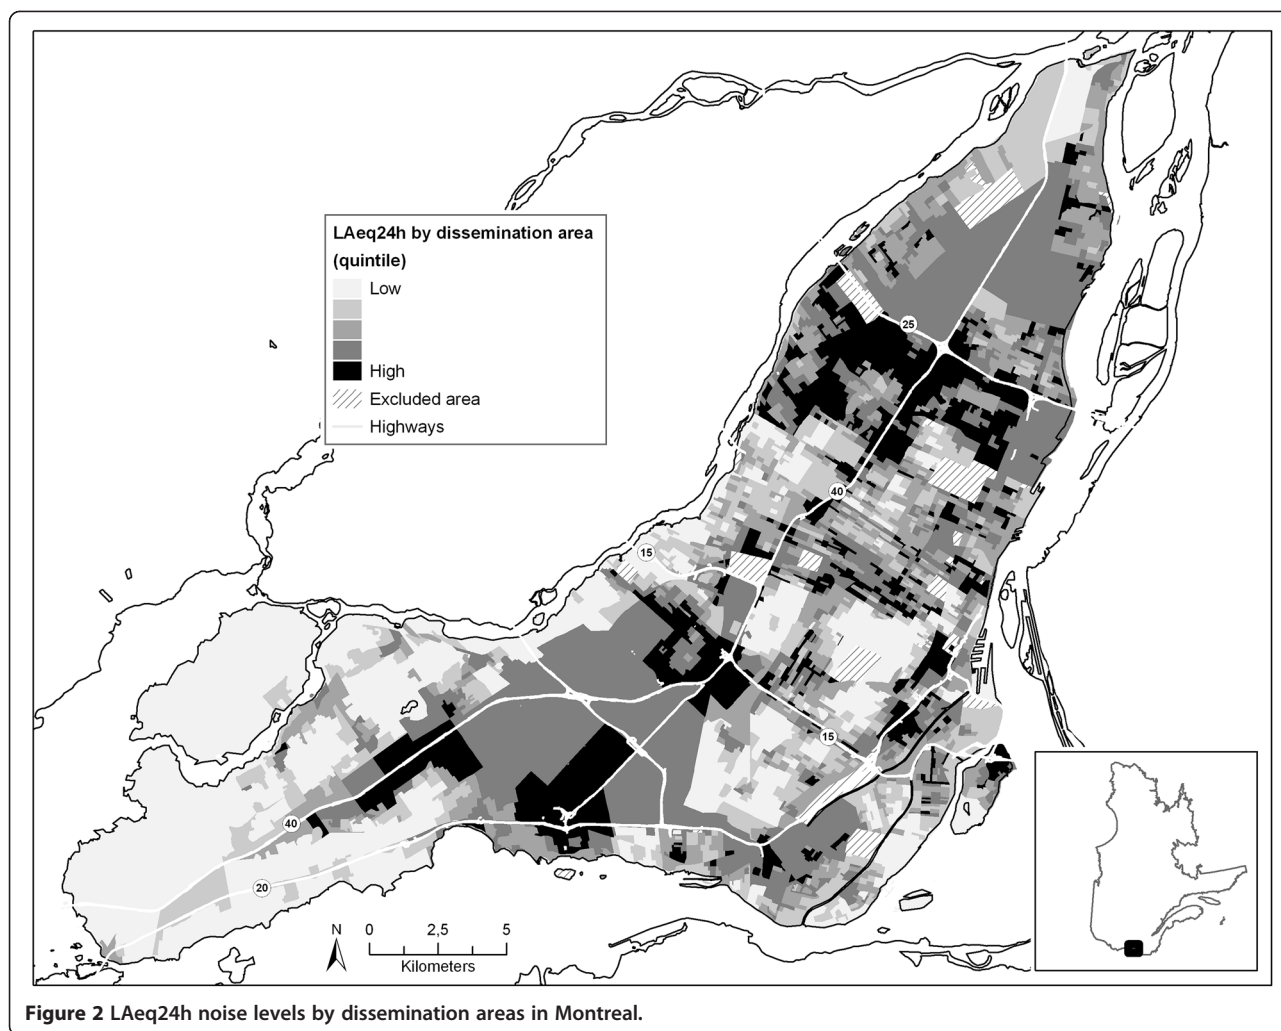 LAeq24h by dissemination area
(quintile)
Low
High
Excluded area
Highways
25
40
15
15
40
20
N
0 2,5 5
Kilometers
Figure 2 LAeq24h noise levels by dissemination areas in Montreal.